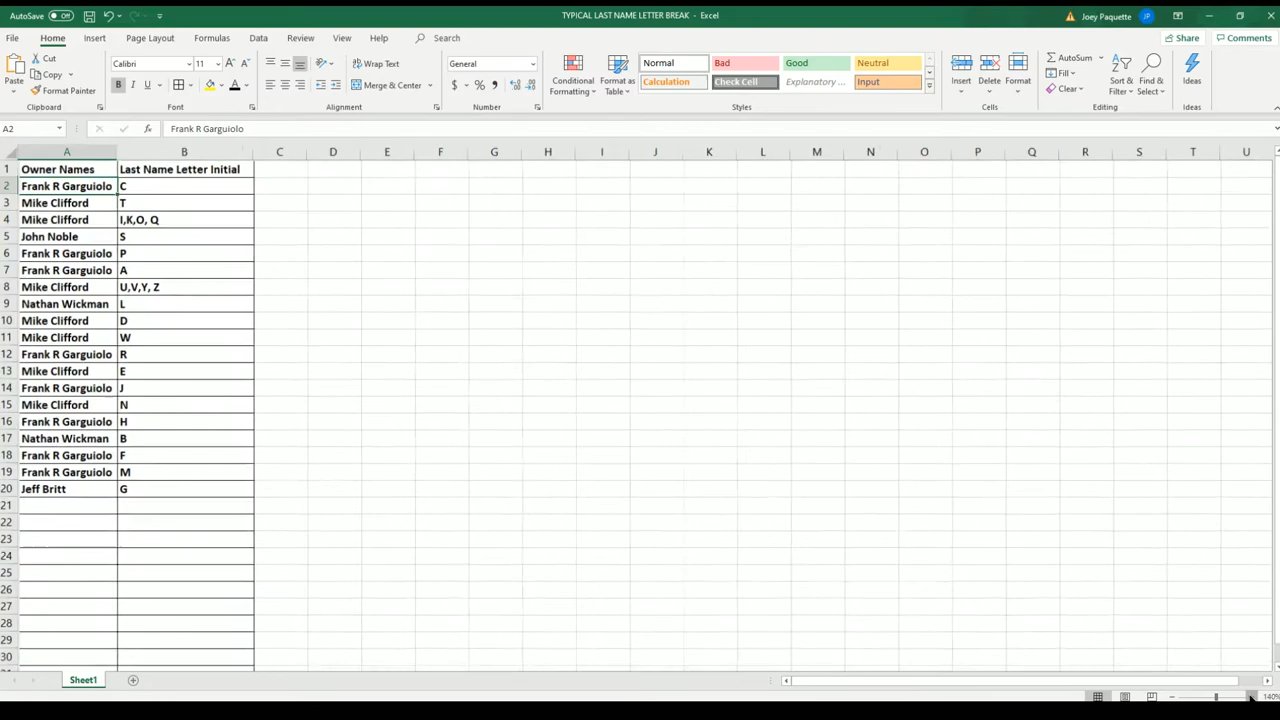 AutoSave Off TYPICAL LAST NAME LETTER BREAK - Excel Joey Paquette JP
File Home Insert Page Layout Formulas Data Review View Help Search Share Comments
Cut Calibri 11 Wrap Text General Normal Bad Good Neutral AutoSum
Copy Fill
Format Painter B I U Merge & Center $ % Calculation Check Cell Explanatory ... Input Clear
Paste Conditional Formatting Format as Table Insert Delete Format Sort & Filter Find & Select Ideas
Clipboard Font Alignment Number Styles Cells Editing Ideas
A2 fx Frank R Garguiolo
A B C D E F G H I J K L M N O P Q R S T U
1 Owner Names Last Name Letter Initial
2 Frank R Garguiolo C
3 Mike Clifford T
4 Mike Clifford I,K,O, Q
5 John Noble S
6 Frank R Garguiolo P
7 Frank R Garguiolo A
8 Mike Clifford U,V,Y, Z
9 Nathan Wickman L
10 Mike Clifford D
11 Mike Clifford W
12 Frank R Garguiolo R
13 Mike Clifford E
14 Frank R Garguiolo J
15 Mike Clifford N
16 Frank R Garguiolo H
17 Nathan Wickman B
18 Frank R Garguiolo F
19 Frank R Garguiolo M
20 Jeff Britt G
21
22
23
24
25
26
27
28
29
30
Sheet1
140%